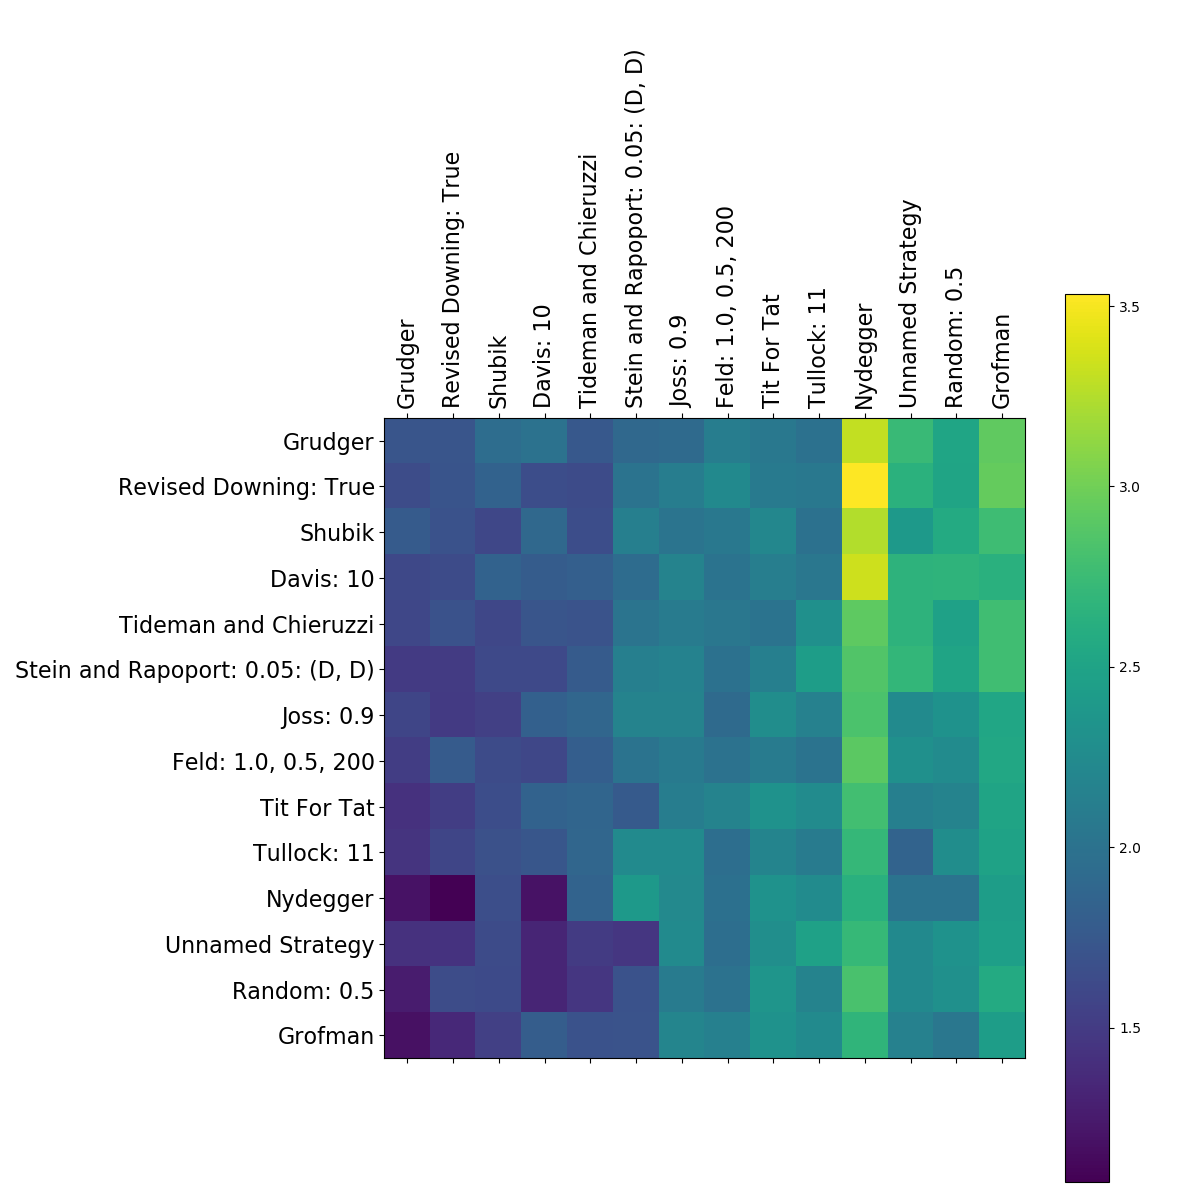 Grudger
Revised Downing: True
Shubik
Davis: 10
Tideman and Chieruzzi
Stein and Rapoport: 0.05: (D, D)
Joss: 0.9
Feld: 1.0, 0.5, 200
Tit For Tat
Tullock: 11
Nydegger
Unnamed Strategy
Random: 0.5
Grofman
Grudger
Revised Downing: True
Shubik
Davis: 10
Tideman and Chieruzzi
Stein and Rapoport: 0.05: (D, D)
Joss: 0.9
Feld: 1.0, 0.5, 200
Tit For Tat
Tullock: 11
Nydegger
Unnamed Strategy
Random: 0.5
Grofman
3.5
3.0
2.5
2.0
1.5